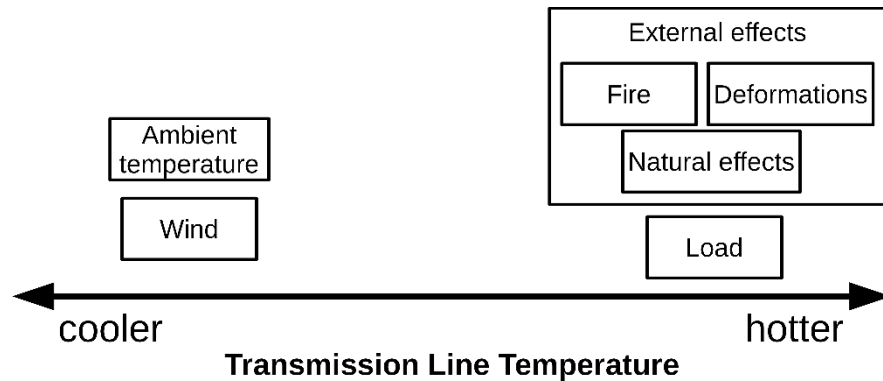 External effects
Fire
Deformations
Natural effects
Ambient
temperature
Wind
Load
cooler
hotter
Transmission Line Temperature